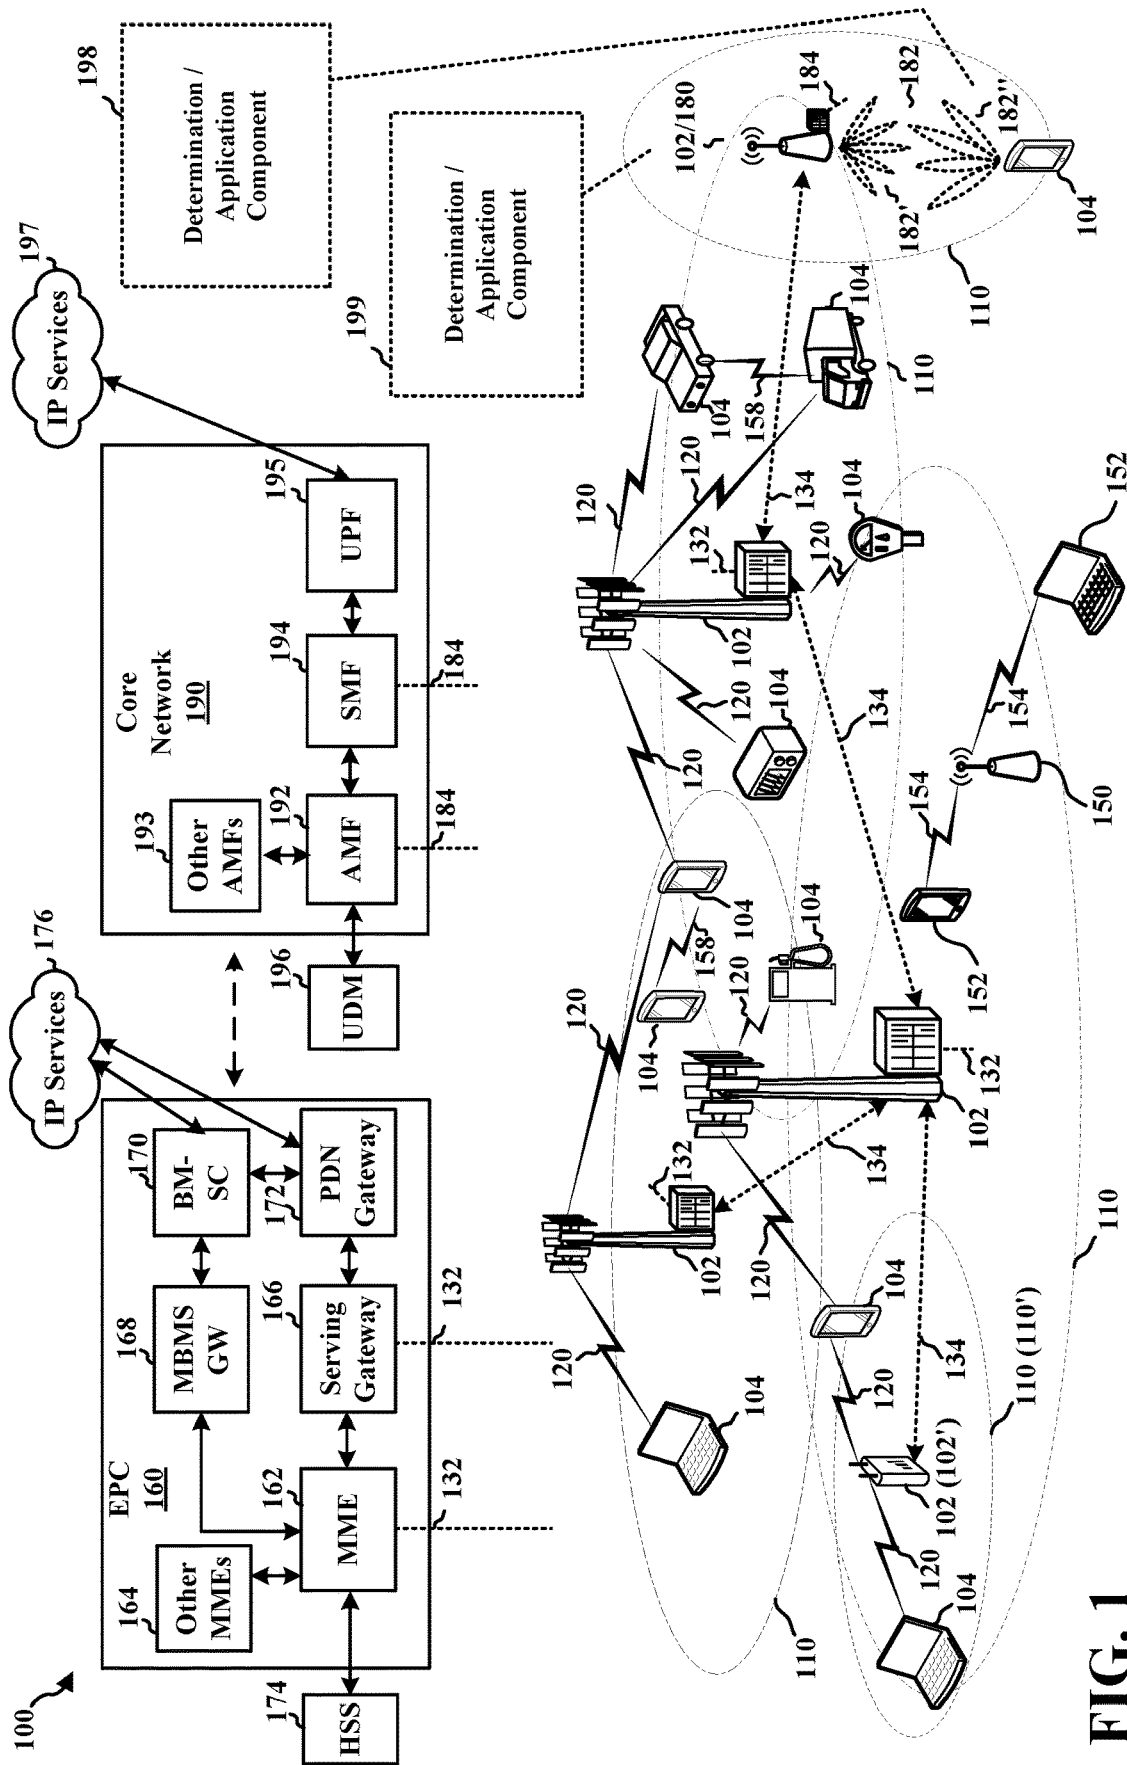 100
EPC
160
174
HSS
164
Other
MMEs
162
MME
132
168
MBMS
GW
166
Serving
Gateway
132
170
BM-
SC
172
PDN
Gateway
IP Services
176
Core
Network
190
196
UDM
193
Other
AMFs
192
AMF
184
194
SMF
184
195
UPF
IP Services
197
198
Determination /
Application
Component
199
Determination /
Application
Component
102/180
184
182
182'
182''
104
110
104
104
158
110
120
120
134
132
102
120
104
120
104
120
134
120
104
158
104
120
120
104
132
102
134
132
102
120
104
120
104
120
102 (102')
134
120
104
110
110 (110')
110
152
154
150
154
152
FIG. 1